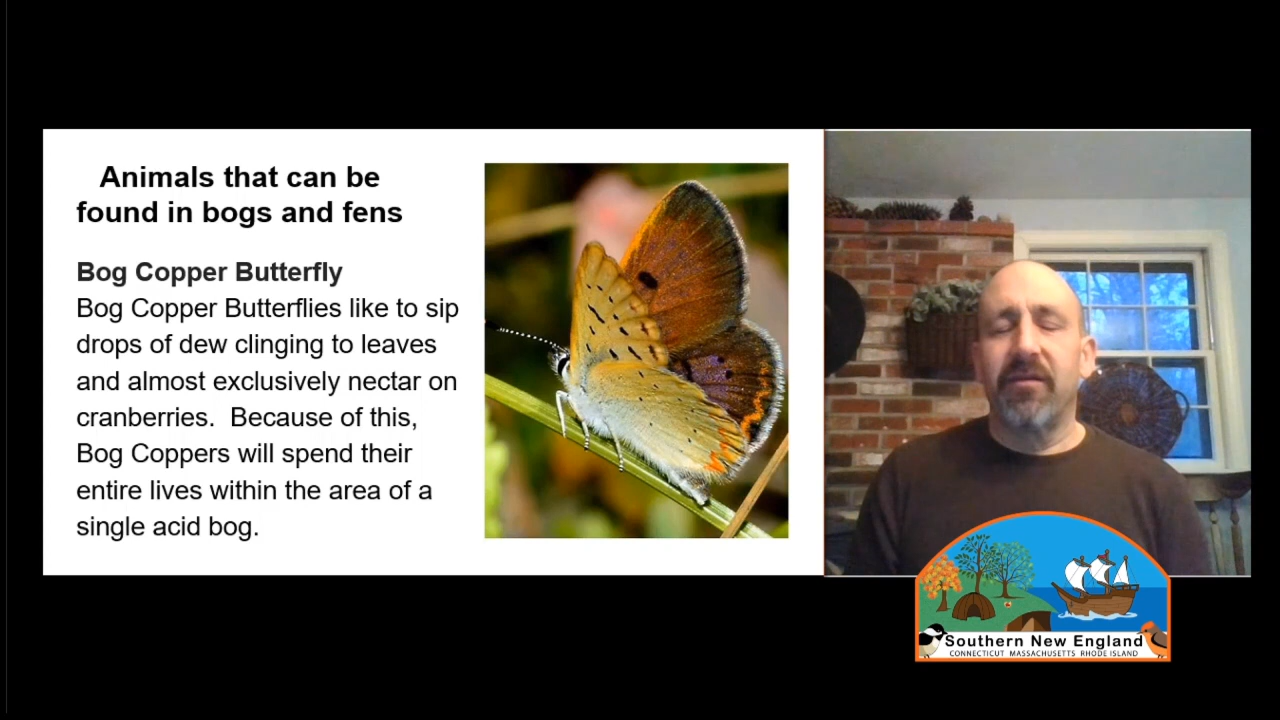 Animals that can be
found in bogs and fens
Bog Copper Butterfly
Bog Copper Butterflies like to sip
drops of dew clinging to leaves
and almost exclusively nectar on
cranberries.  Because of this,
Bog Coppers will spend their
entire lives within the area of a
single acid bog.
Southern New England
CONNECTICUT MASSACHUSETTS RHODE ISLAND